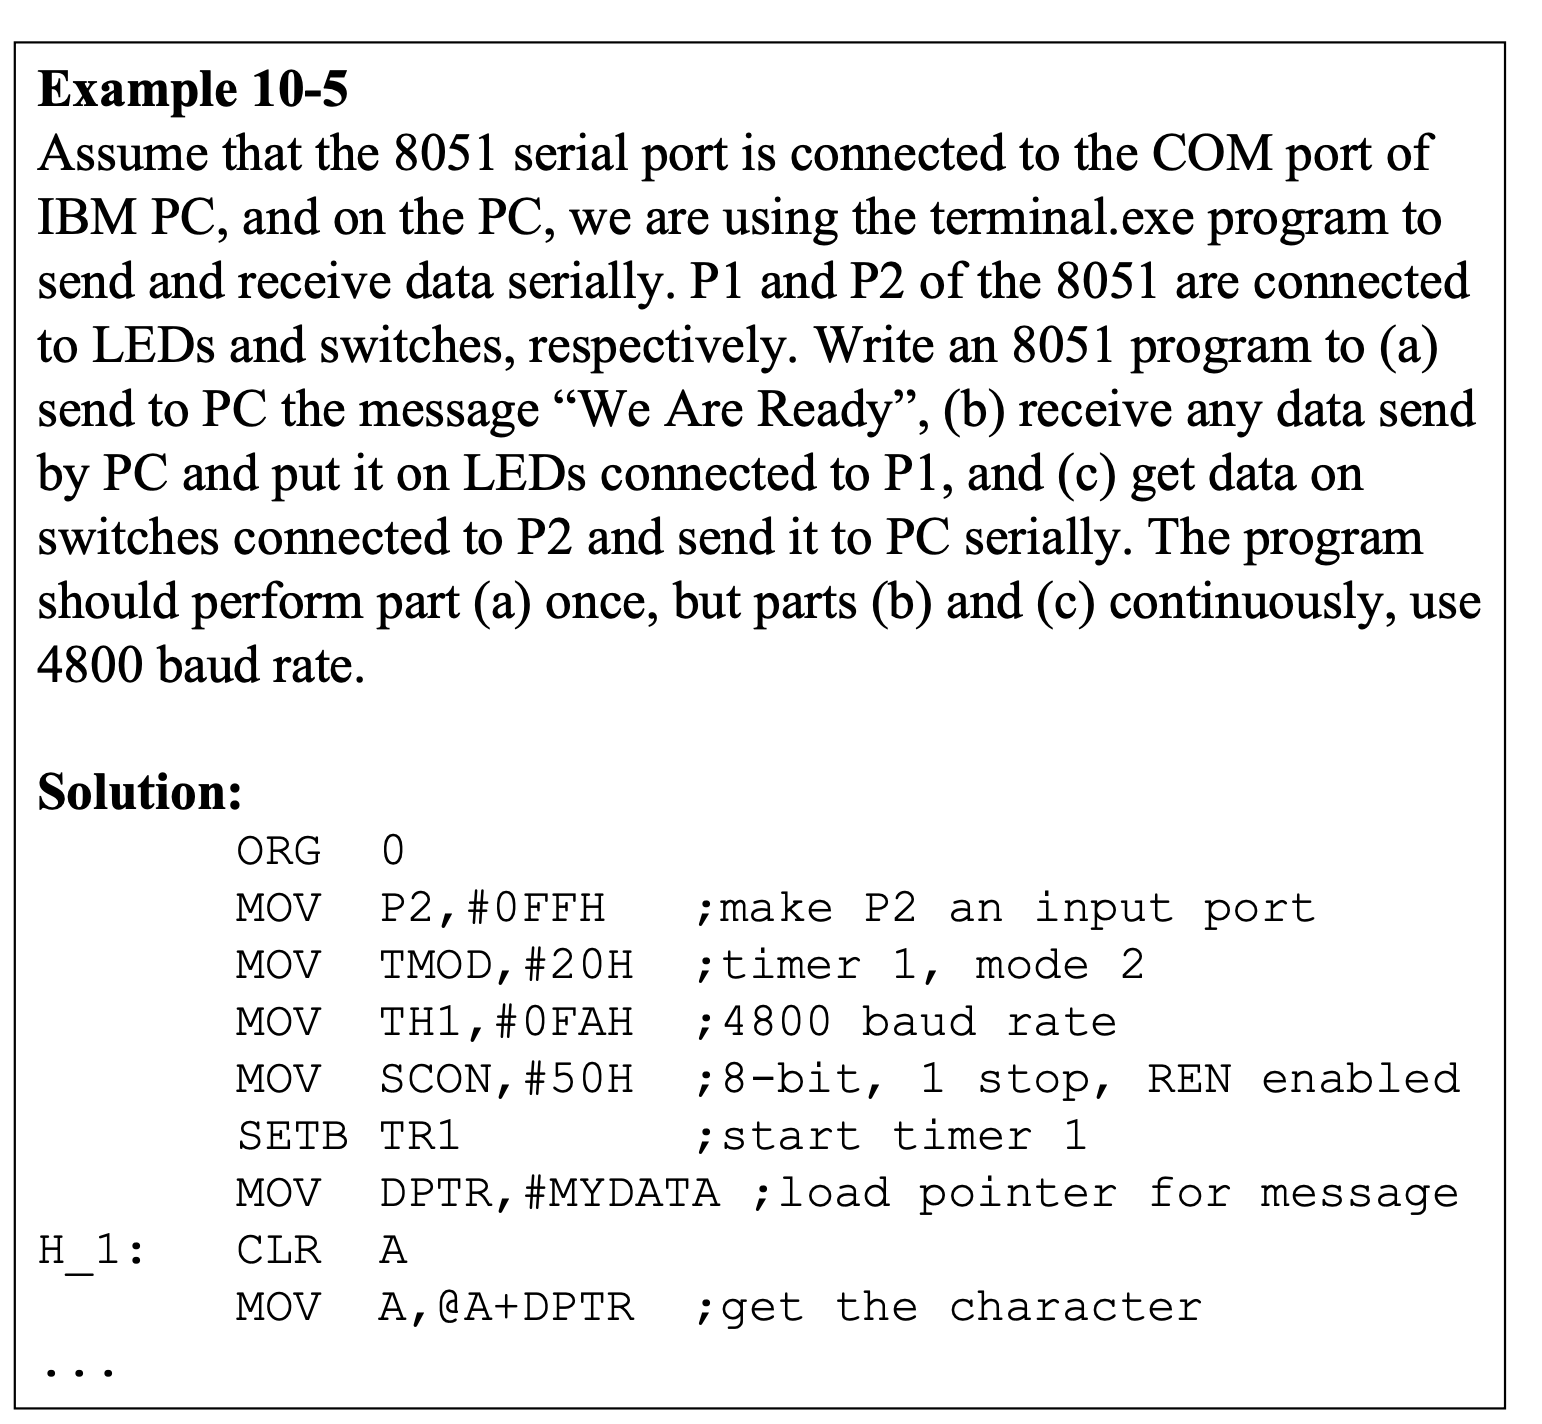 Example 10-5
Assume that the 8051 serial port is connected to the COM port of
IBM PC, and on the PC, we are using the terminal.exe program to
send and receive data serially. P1 and P2 of the 8051 are connected
to LEDs and switches, respectively. Write an 8051 program to (a)
send to PC the message “We Are Ready”, (b) receive any data send
by PC and put it on LEDs connected to P1, and (c) get data on
switches connected to P2 and send it to PC serially. The program
should perform part (a) once, but parts (b) and (c) continuously, use
4800 baud rate.
Solution:
ORG 0
MOV P2,#0FFH ;make P2 an input port
MOV TMOD,#20H ;timer 1, mode 2
MOV TH1,#0FAH ;4800 baud rate
MOV SCON,#50H ;8-bit, 1 stop, REN enabled
SETB TR1 ;start timer 1
MOV DPTR,#MYDATA ;load pointer for message
H_1: CLR A
MOV A,@A+DPTR ;get the character
...